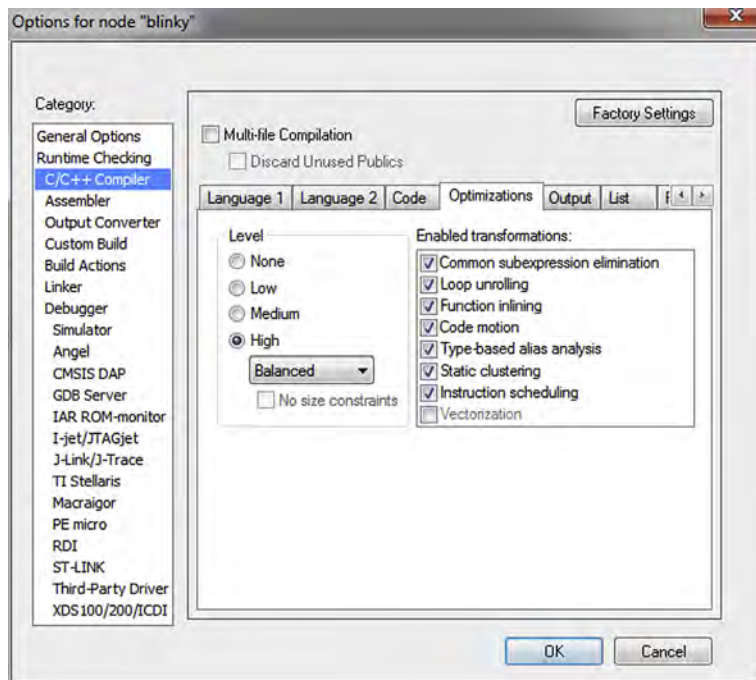 Options for node "blinky"
x
Category:
General Options
Runtime Checking
C/C++ Compiler
Assembler
Output Converter
Custom Build
Build Actions
Linker
Debugger
Simulator
Angel
CMSIS DAP
GDB Server
IAR ROM-monitor
I-jet/JTAGjet
J-Link/J-Trace
TI Stellaris
Macraigor
PE micro
RDI
ST-LINK
Third-Party Driver
XDS100/200/ICDI
Factory Settings
Multi-file Compilation
Discard Unused Publics
Language 1 Language 2 Code Optimizations Output List
Level
None
Low
Medium
High
Balanced
No size constraints
Enabled transformations:
Common subexpression elimination
Loop unrolling
Function inlining
Code motion
Type-based alias analysis
Static clustering
Instruction scheduling
Vectorization
OK Cancel